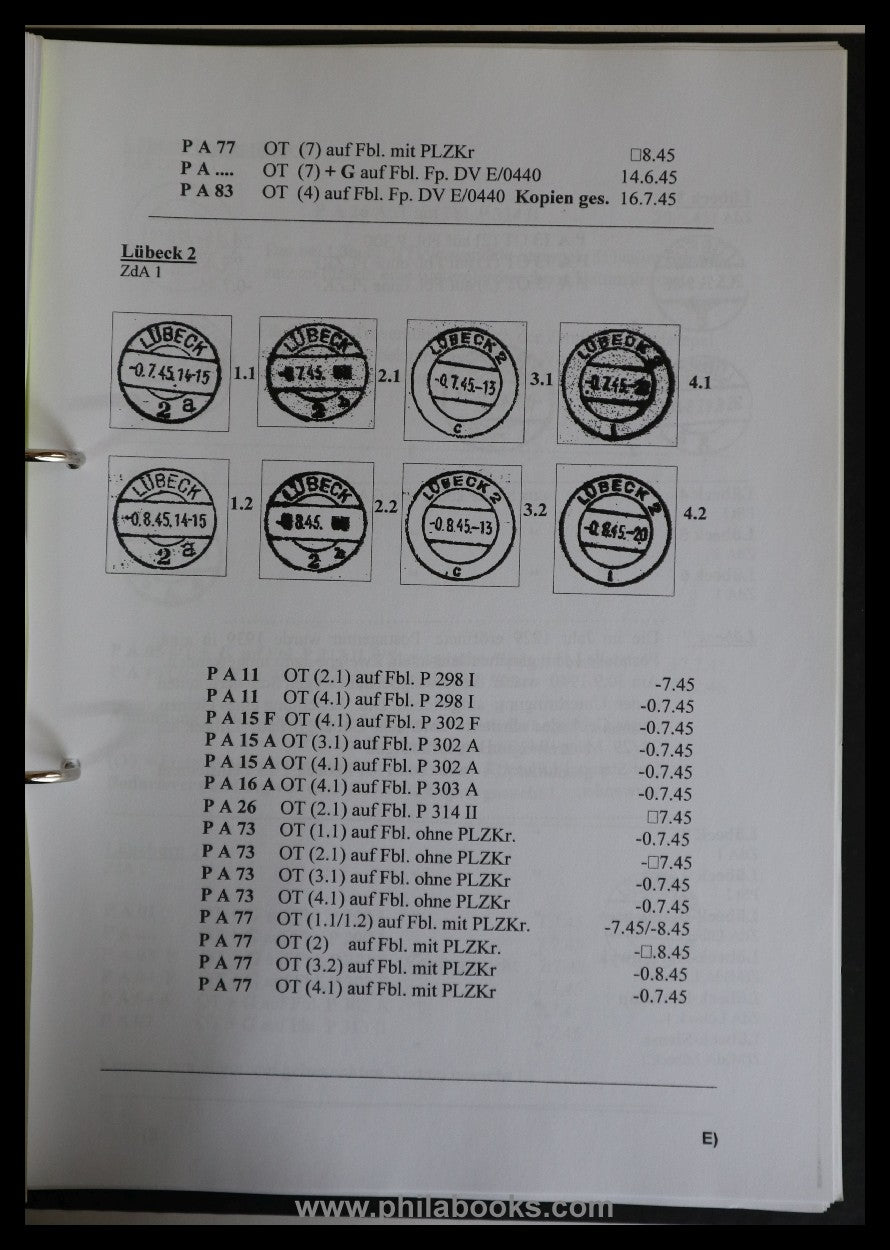 P A 77 OT (7) auf Fbl. mit PLZKr □8.45
P A .... OT (7) + G auf Fbl. Fp. DV E/0440 14.6.45
P A 83 OT (4) auf Fbl. Fp. DV E/0440 Kopien ges. 16.7.45
Lübeck 2
ZdA 1
LÜBECK -0.7.45.14-15 2 a 1.1
LÜBECK 7.45. 2 2.1
LÜBECK 2 -0.7.45.-13 c 3.1
LÜBECK 2 -0.7.45.- 4.1
LÜBECK -0.8.45.14-15 2 a 1.2
LÜBECK 8.45. 2 2.2
LÜBECK 2 -0.8.45.-13 c 3.2
LÜBECK 2 -0.8.45.-20 4.2
P A 11 OT (2.1) auf Fbl. P 298 I -7.45
P A 11 OT (4.1) auf Fbl. P 298 I -0.7.45
P A 15 F OT (4.1) auf Fbl. P 302 F -0.7.45
P A 15 A OT (3.1) auf Fbl. P 302 A -0.7.45
P A 15 A OT (4.1) auf Fbl. P 302 A -0.7.45
P A 16 A OT (4.1) auf Fbl. P 303 A -0.7.45
P A 26 OT (2.1) auf Fbl. P 314 II □7.45
P A 73 OT (1.1) auf Fbl. ohne PLZKr. -0.7.45
P A 73 OT (2.1) auf Fbl. ohne PLZKr -□7.45
P A 73 OT (3.1) auf Fbl. ohne PLZKr -0.7.45
P A 73 OT (4.1) auf Fbl. ohne PLZKr -0.7.45
P A 77 OT (1.1/1.2) auf Fbl. mit PLZKr. -7.45/-8.45
P A 77 OT (2) auf Fbl. mit PLZKr. -□.8.45
P A 77 OT (3.2) auf Fbl. mit PLZKr -0.8.45
P A 77 OT (4.1) auf Fbl. mit PLZKr -0.7.45
E)
www.philabooks.com